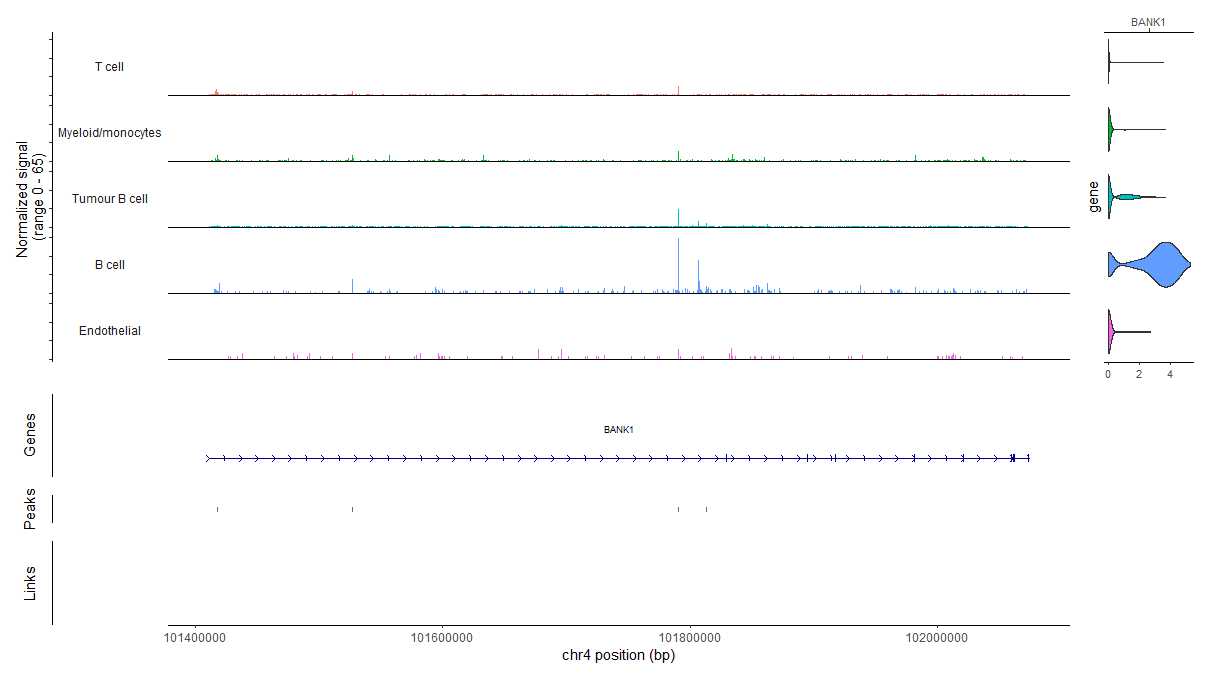 BANK1
T cell
Myeloid/monocytes
Tumour B cell
B cell
Endothelial
Normalized signal
(range 0 - 65)
gene
0 2 4
Genes
BANK1
Peaks
Links
101400000 101600000 101800000 102000000
chr4 position (bp)